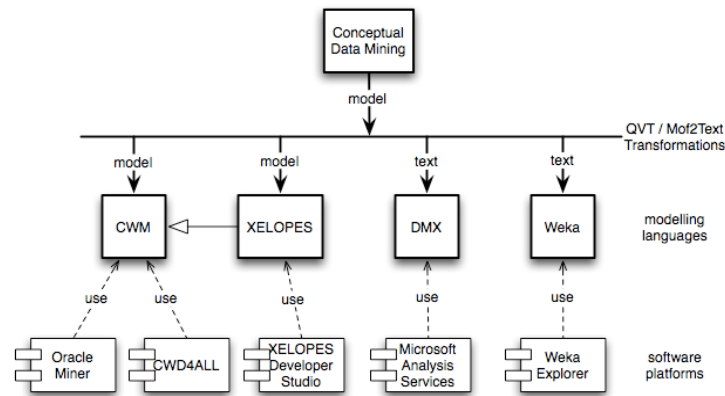 Conceptual
Data Mining
model
QVT / Mof2Text
Transformations
model
model
text
text
CWM
XELOPES
DMX
Weka
modelling
languages
use
use
use
use
use
Oracle
Miner
CWD4ALL
XELOPES
Developer
Studio
Microsoft
Analysis
Services
Weka
Explorer
software
platforms